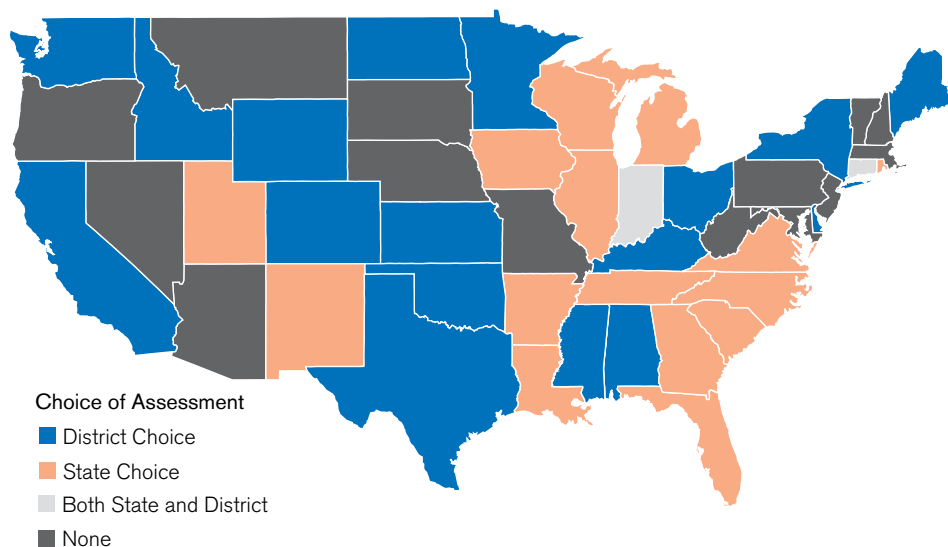 Choice of Assessment
District Choice
State Choice
Both State and District
None